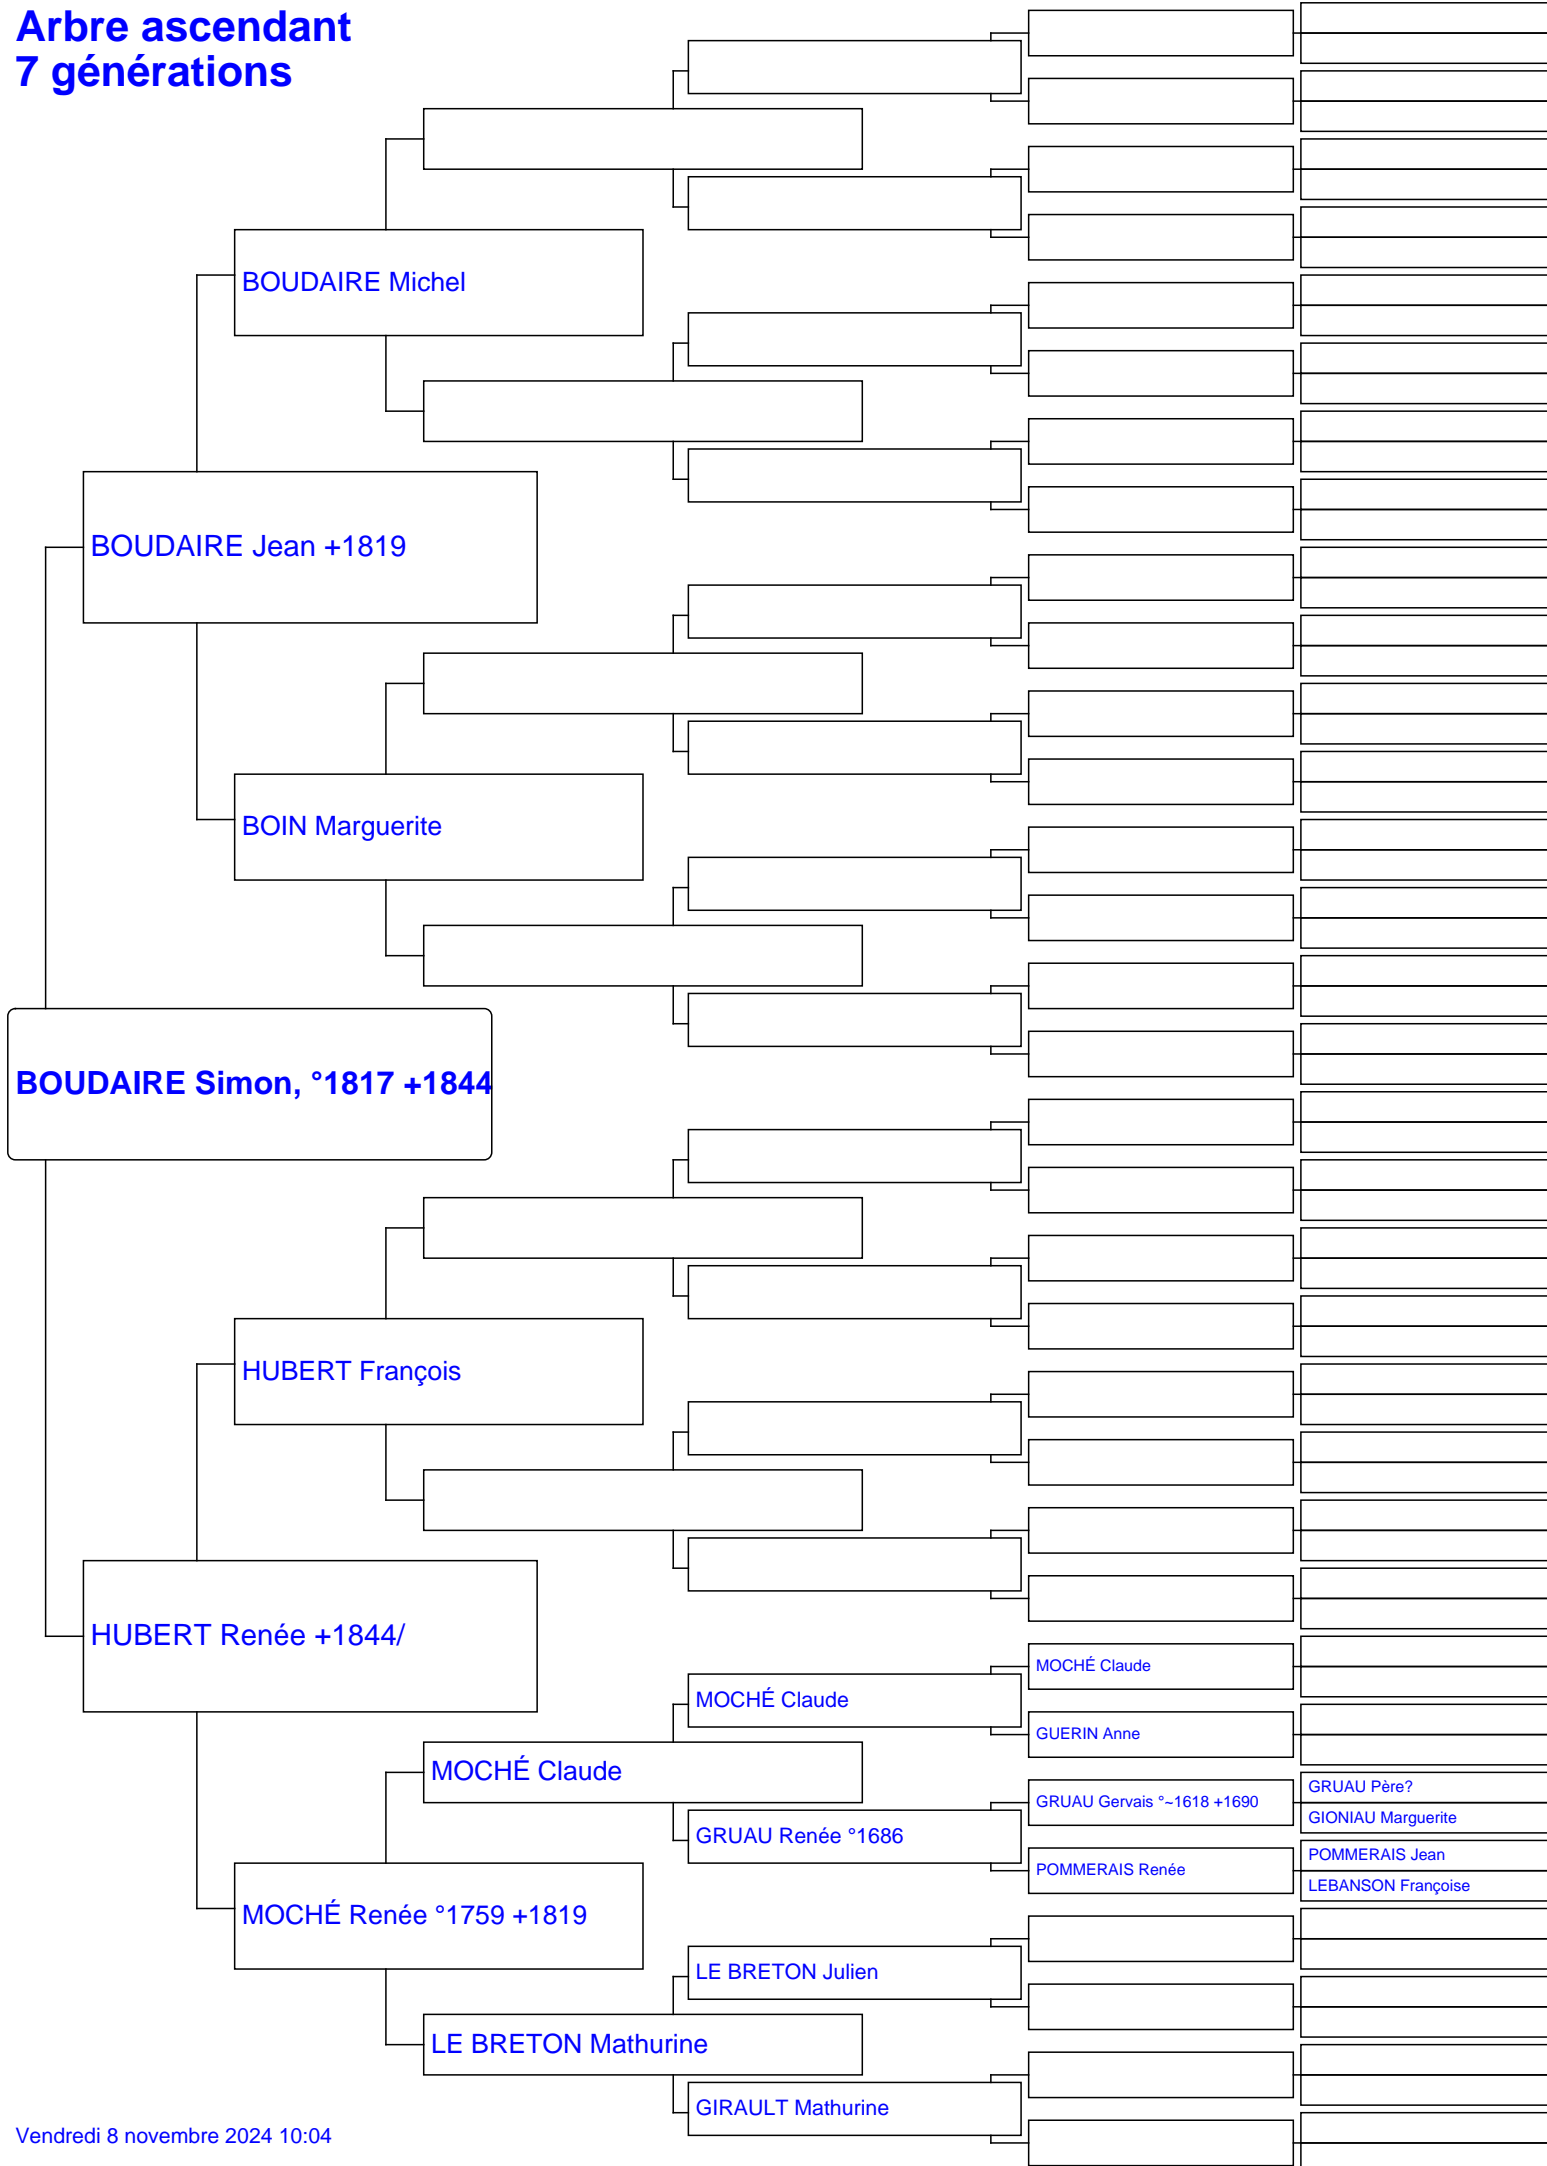 Arbre ascendant
7 générations
BOUDAIRE Michel
BOUDAIRE Jean +1819
BOIN Marguerite
BOUDAIRE Simon, °1817 +1844
HUBERT François
HUBERT Renée +1844/
MOCHÉ Claude
MOCHÉ Claude
GUERIN Anne
MOCHÉ Claude
GRUAU Père?
GRUAU Gervais °~1618 +1690
GIONIAU Marguerite
GRUAU Renée °1686
POMMERAIS Jean
POMMERAIS Renée
LEBANSON Françoise
MOCHÉ Renée °1759 +1819
LE BRETON Julien
LE BRETON Mathurine
GIRAULT Mathurine
Vendredi 8 novembre 2024 10:04